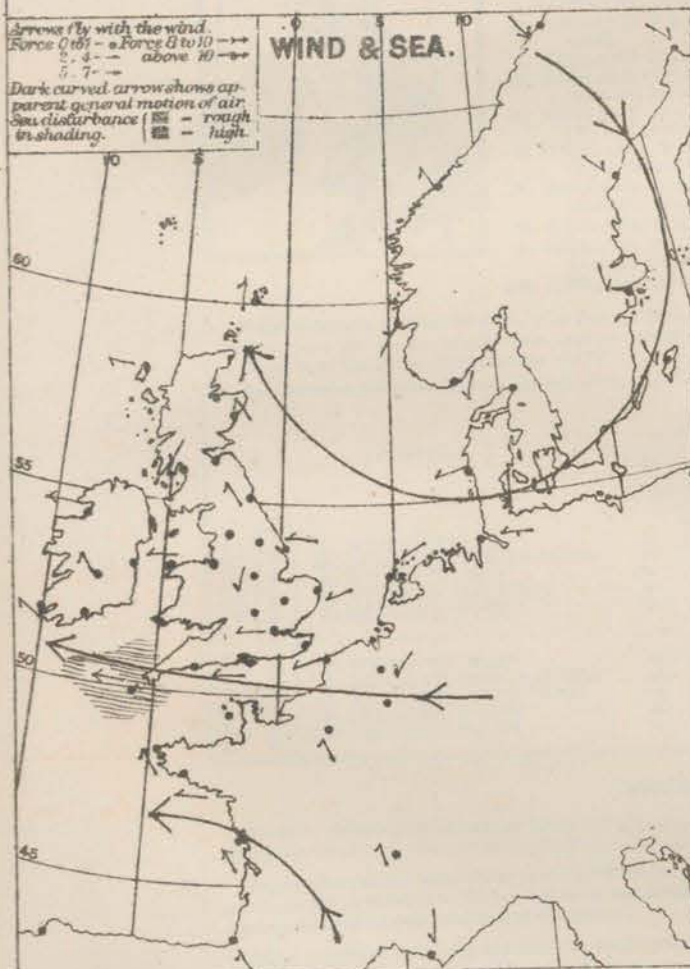 Arrows fly with the wind.
Force 0 to 1 - Force 8 to 10 -
2 - 4 - above 10 -
5 - 7 -
Dark curved arrow shows ap-
parent general motion of air
Sea disturbance - rough
in shading. - high.
WIND & SEA.
0
10
10
5
60
55
50
45